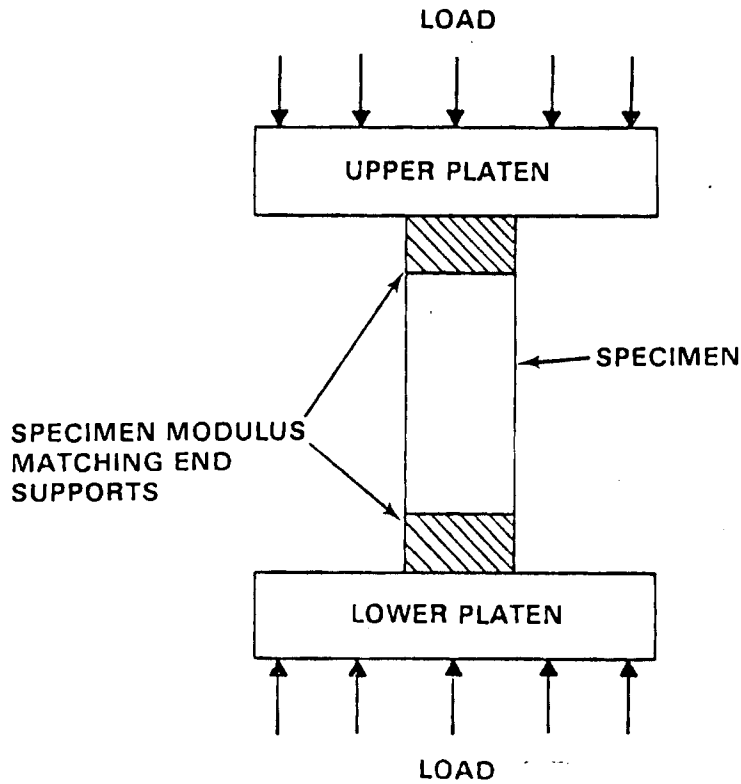 LOAD
UPPER PLATEN
SPECIMEN
SPECIMEN MODULUS
MATCHING END
SUPPORTS
LOWER PLATEN
LOAD